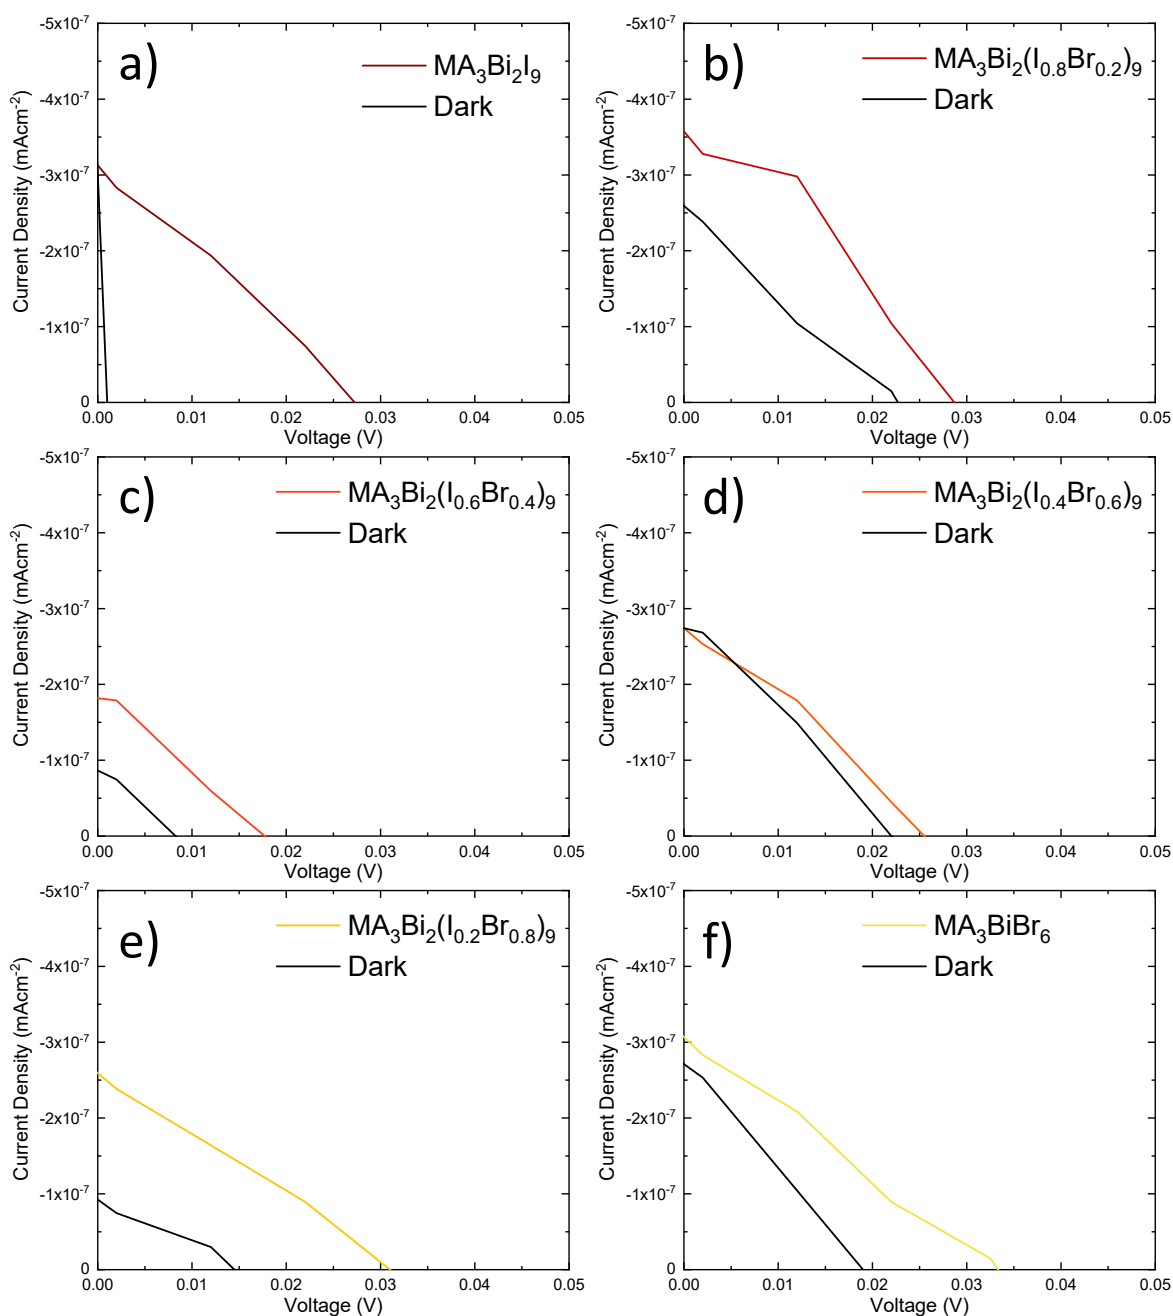 a)
MA₃Bi₂I₉
Dark
-5x10⁻⁷
-4x10⁻⁷
-3x10⁻⁷
-2x10⁻⁷
-1x10⁻⁷
0
Current Density (mAcm⁻²)
0.00 0.01 0.02 0.03 0.04 0.05
Voltage (V)
b)
MA₃Bi₂(I₀.₈Br₀.₂)₉
Dark
-5x10⁻⁷
-4x10⁻⁷
-3x10⁻⁷
-2x10⁻⁷
-1x10⁻⁷
0
Current Density (mAcm⁻²)
0.00 0.01 0.02 0.03 0.04 0.05
Voltage (V)
c)
MA₃Bi₂(I₀.₆Br₀.₄)₉
Dark
-5x10⁻⁷
-4x10⁻⁷
-3x10⁻⁷
-2x10⁻⁷
-1x10⁻⁷
0
Current Density (mAcm⁻²)
0.00 0.01 0.02 0.03 0.04 0.05
Voltage (V)
d)
MA₃Bi₂(I₀.₄Br₀.₆)₉
Dark
-5x10⁻⁷
-4x10⁻⁷
-3x10⁻⁷
-2x10⁻⁷
-1x10⁻⁷
0
Current Density (mAcm⁻²)
0.00 0.01 0.02 0.03 0.04 0.05
Voltage (V)
e)
MA₃Bi₂(I₀.₂Br₀.₈)₉
Dark
-5x10⁻⁷
-4x10⁻⁷
-3x10⁻⁷
-2x10⁻⁷
-1x10⁻⁷
0
Current Density (mAcm⁻²)
0.00 0.01 0.02 0.03 0.04 0.05
Voltage (V)
f)
MA₃BiBr₆
Dark
-5x10⁻⁷
-4x10⁻⁷
-3x10⁻⁷
-2x10⁻⁷
-1x10⁻⁷
0
Current Density (mAcm⁻²)
0.00 0.01 0.02 0.03 0.04 0.05
Voltage (V)